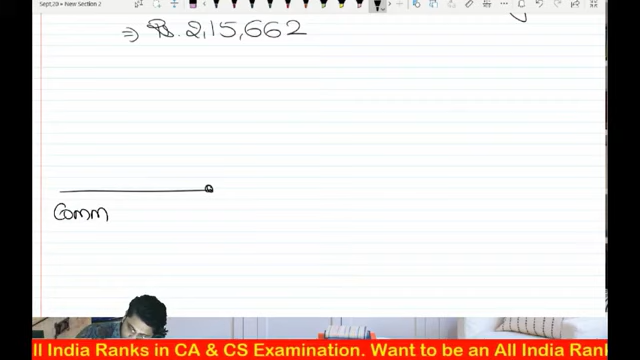 Sept,20 • New Section 2
⇒ Rs. 2,15,662
Comm
ll India Ranks in CA & CS Examination. Want to be an All India Rank